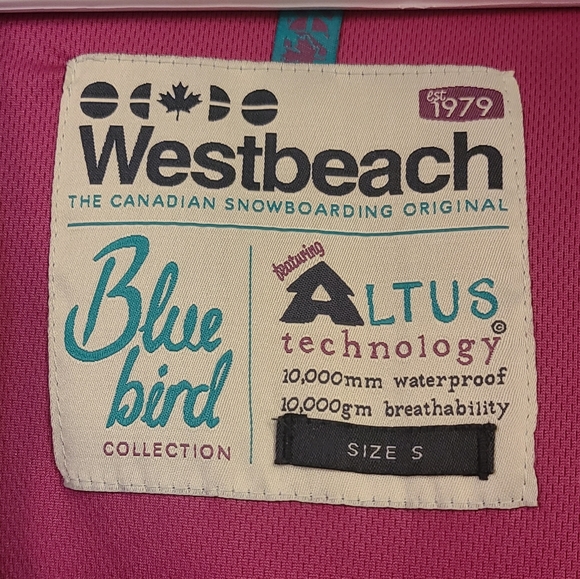 est 1979
Westbeach
THE CANADIAN SNOWBOARDING ORIGINAL
Blue
bird
COLLECTION
featuring
ALTUS
technology©
10,000mm waterproof
10,000gm breathability
SIZE S